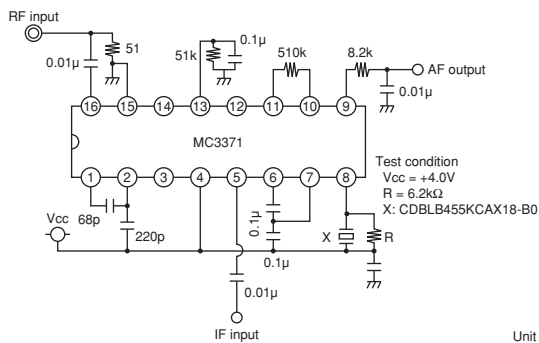 RF input
0.01μ
51
51k
0.1μ
510k
8.2k
AF output
0.01μ
16 15 14 13 12 11 10 9
MC3371
1 2 3 4 5 6 7 8
Test condition
Vcc = +4.0V
R = 6.2kΩ
X: CDBLB455KCAX18-B0
Vcc
68p
220p
0.1μ
0.1μ
X
R
0.01μ
IF input
Unit